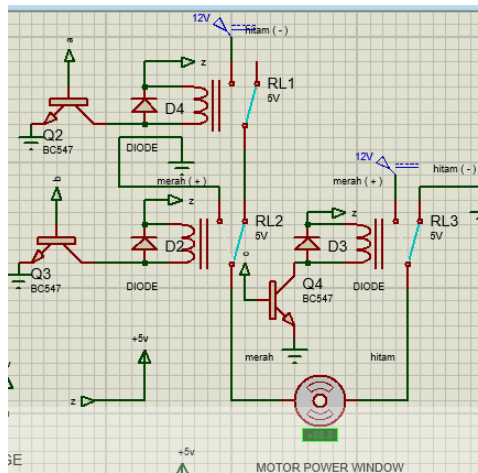 12V
hitam ( - )
a
z
RL1
5V
D4
Q2
BC547
DIODE
12V
hitam ( - )
merah ( + )
merah ( + )
b
z
z
RL2
5V
RL3
5V
D2
D3
c
Q3
BC547
Q4
BC547
DIODE
DIODE
+5v
merah
hitam
z
+5v
GE
MOTOR POWER WINDOW